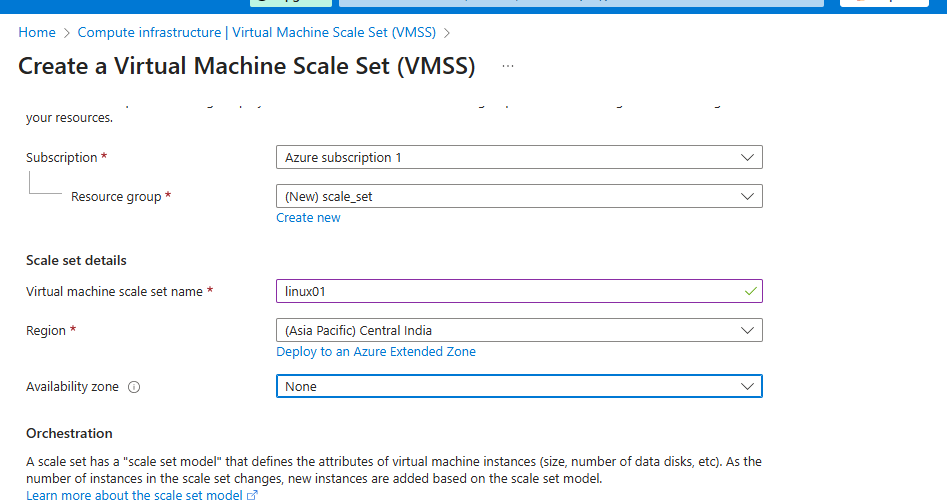 Home > Compute infrastructure | Virtual Machine Scale Set (VMSS) >
Create a Virtual Machine Scale Set (VMSS) ...
your resources.
Subscription * Azure subscription 1
Resource group * (New) scale_set
Create new
Scale set details
Virtual machine scale set name * linux01
Region * (Asia Pacific) Central India
Deploy to an Azure Extended Zone
Availability zone None
Orchestration
A scale set has a "scale set model" that defines the attributes of virtual machine instances (size, number of data disks, etc). As the
number of instances in the scale set changes, new instances are added based on the scale set model.
Learn more about the scale set model